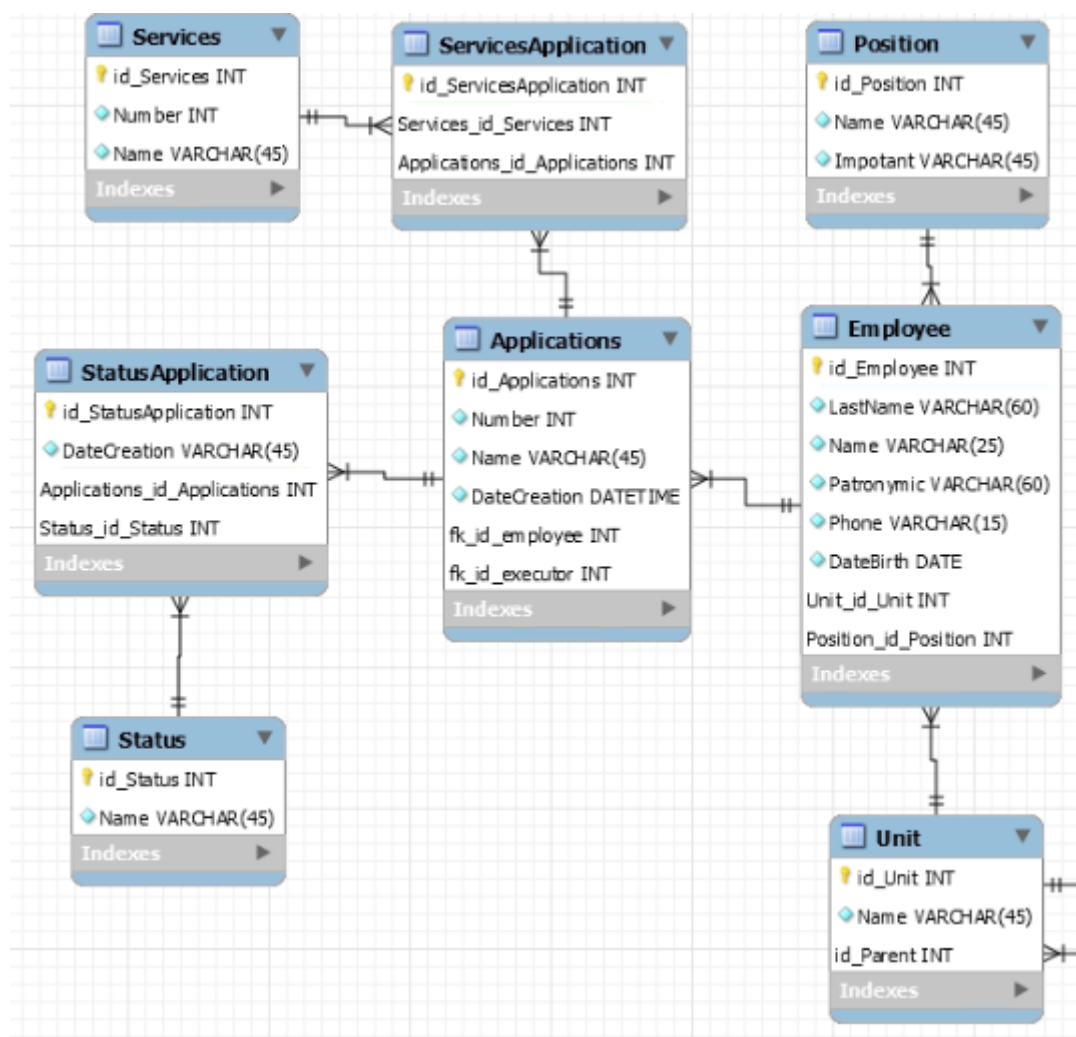 Services
id_Services INT
Number INT
Name VARCHAR(45)
Indexes
ServicesApplication
id_ServicesApplication INT
Services_id_Services INT
Applications_id_Applications INT
Indexes
Position
id_Position INT
Name VARCHAR(45)
Impotant VARCHAR(45)
Indexes
StatusApplication
id_StatusApplication INT
DateCreation VARCHAR(45)
Applications_id_Applications INT
Status_id_Status INT
Indexes
Applications
id_Applications INT
Number INT
Name VARCHAR(45)
DateCreation DATETIME
fk_id_employee INT
fk_id_executor INT
Indexes
Employee
id_Employee INT
LastName VARCHAR(60)
Name VARCHAR(25)
Patronymic VARCHAR(60)
Phone VARCHAR(15)
DateBirth DATE
Unit_id_Unit INT
Position_id_Position INT
Indexes
Status
id_Status INT
Name VARCHAR(45)
Indexes
Unit
id_Unit INT
Name VARCHAR(45)
id_Parent INT
Indexes